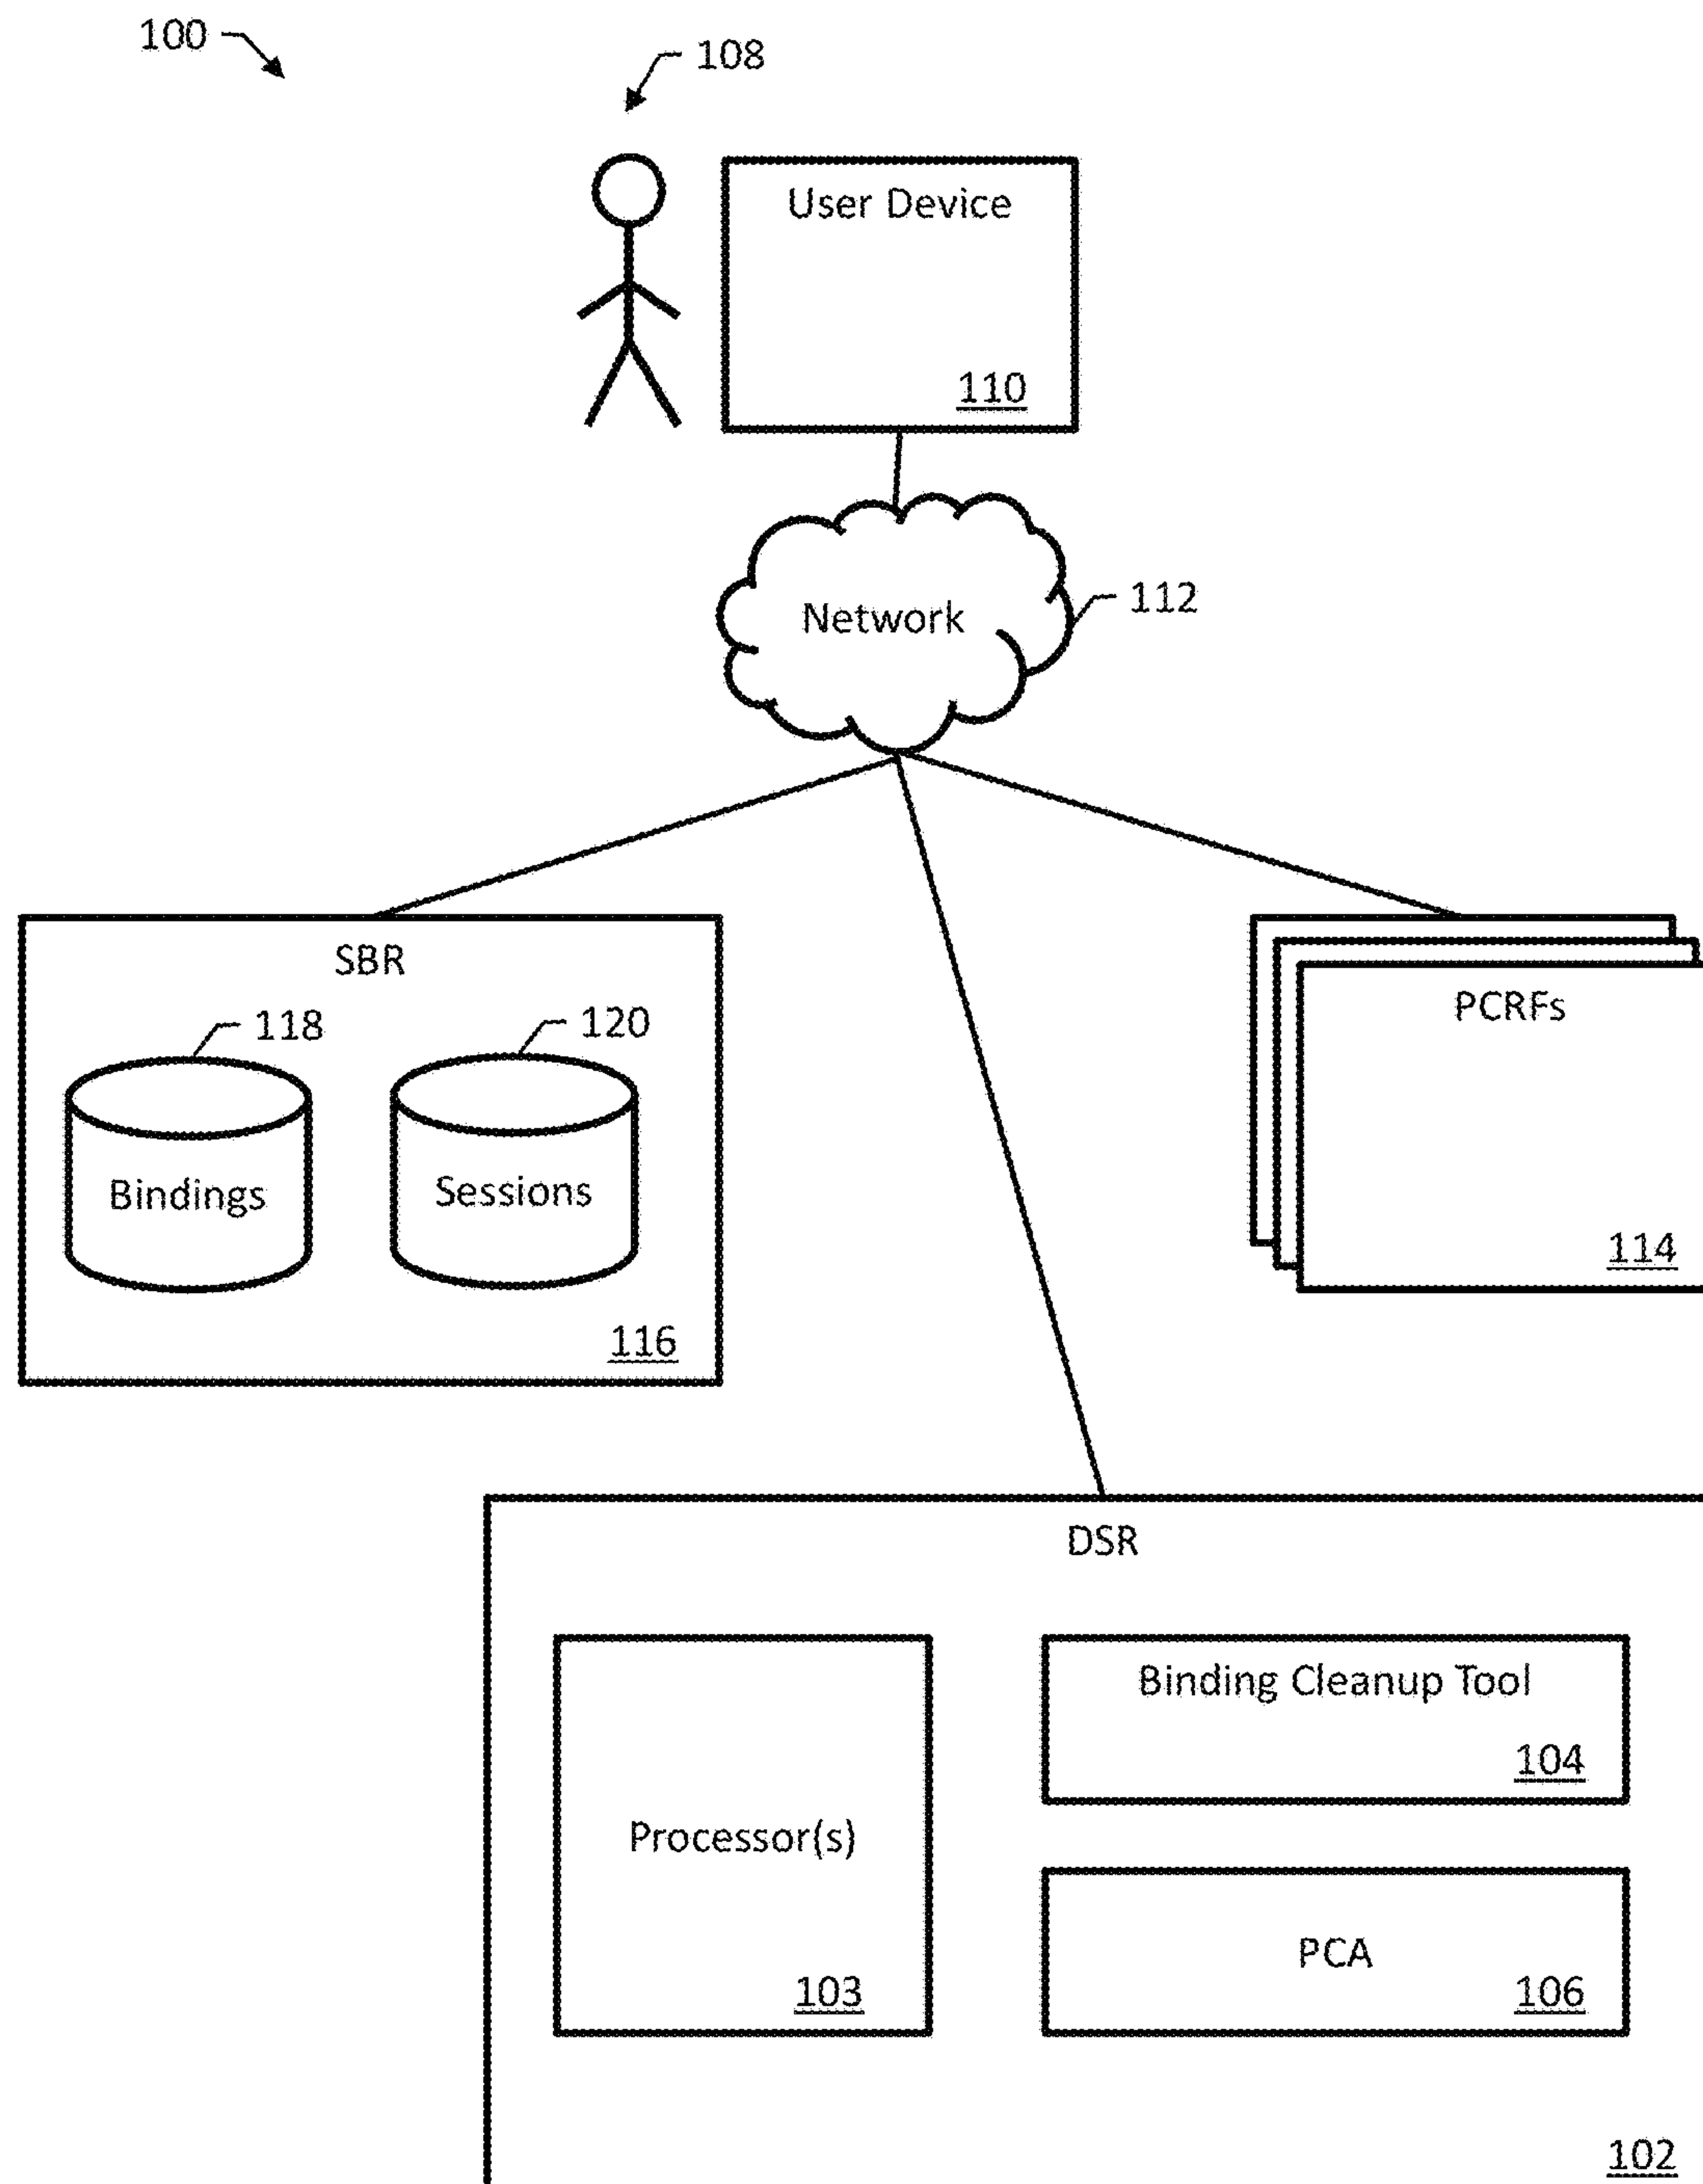 100
108
User Device
110
Network
112
SBR
118
120
Bindings
Sessions
116
PCRFs
114
DSR
Processor(s)
103
Binding Cleanup Tool
104
PCA
106
102